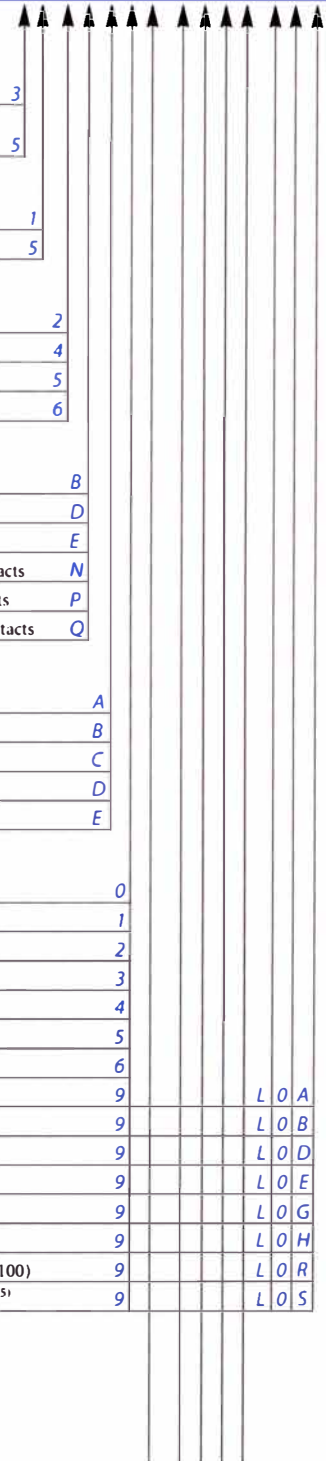 3
5
1
5
2
4
5
6
B
D
E
acts N
ts P
tacts Q
A
B
C
D
E
0
1
2
3
4
5
6
9 L 0 A
9 L 0 B
9 L 0 D
9 L 0 E
9 L 0 G
9 L 0 H
100) 9 L 0 R
5) 9 L 0 S